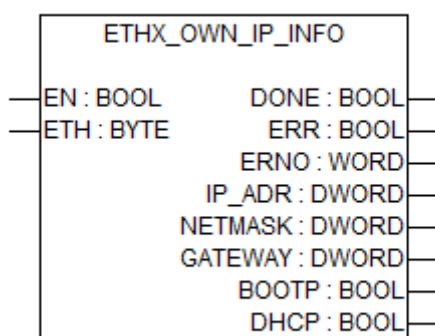 ETHX_OWN_IP_INFO
EN : BOOL DONE : BOOL
ETH : BYTE ERR : BOOL
ERNO : WORD
IP_ADR : DWORD
NETMASK : DWORD
GATEWAY : DWORD
BOOTP : BOOL
DHCP : BOOL